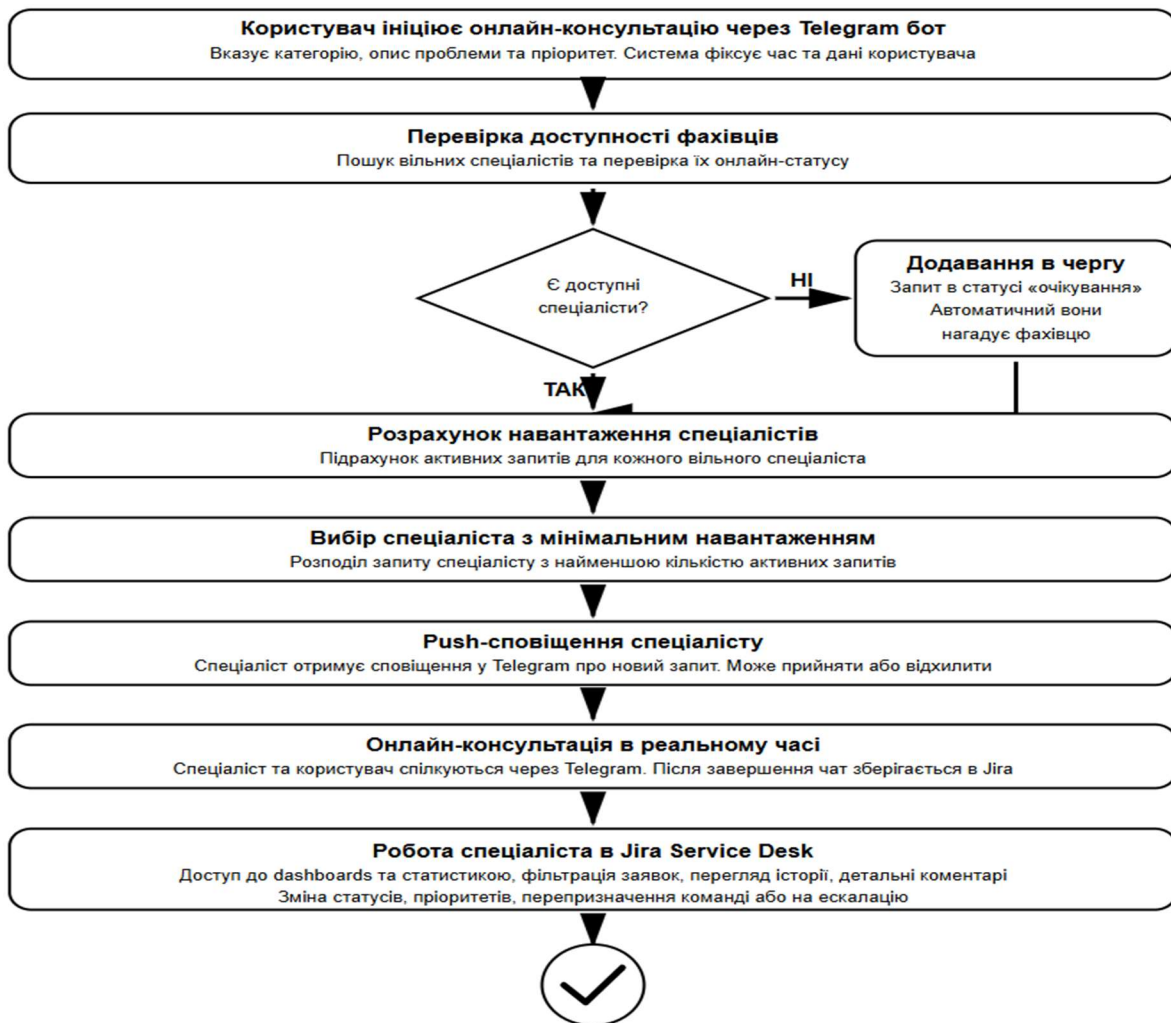 Користувач ініціює онлайн-консультацію через Telegram бот
Вказує категорію, опис проблеми та пріоритет. Система фіксує час та дані користувача
Перевірка доступності фахівців
Пошук вільних спеціалістів та перевірка їх онлайн-статусу
Є доступні
спеціалісти?
НІ
Додавання в чергу
Запит в статусі «очікування»
Автоматичний вони
нагадує фахівцю
ТАК
Розрахунок навантаження спеціалістів
Підрахунок активних запитів для кожного вільного спеціаліста
Вибір спеціаліста з мінімальним навантаженням
Розподіл запиту спеціалісту з найменшою кількістю активних запитів
Push-сповіщення спеціалісту
Спеціаліст отримує сповіщення у Telegram про новий запит. Може прийняти або відхилити
Онлайн-консультація в реальному часі
Спеціаліст та користувач спілкуються через Telegram. Після завершення чат зберігається в Jira
Робота спеціаліста в Jira Service Desk
Доступ до dashboards та статистикою, фільтрація заявок, перегляд історії, детальні коментарі
Зміна статусів, пріоритетів, перепризначення команді або на ескалацію